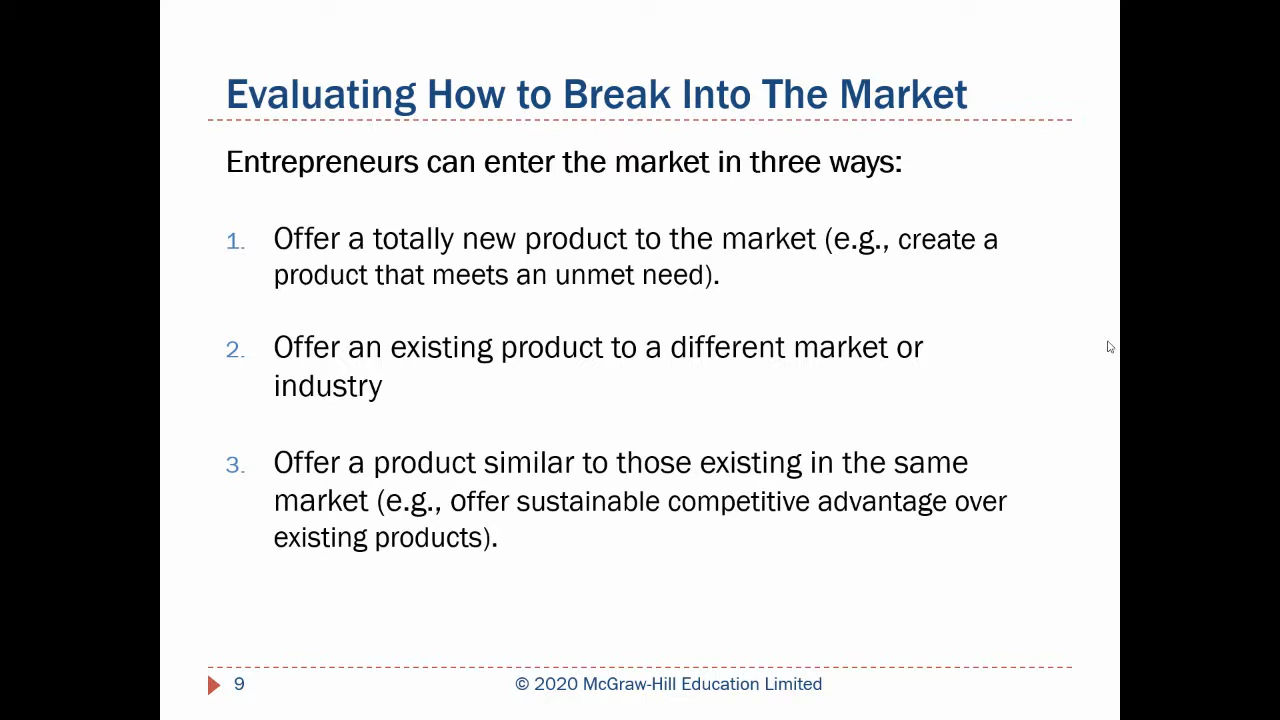 Evaluating How to Break Into The Market
Entrepreneurs can enter the market in three ways:
1. Offer a totally new product to the market (e.g., create a
product that meets an unmet need).
2. Offer an existing product to a different market or
industry
3. Offer a product similar to those existing in the same
market (e.g., offer sustainable competitive advantage over
existing products).
9 © 2020 McGraw-Hill Education Limited